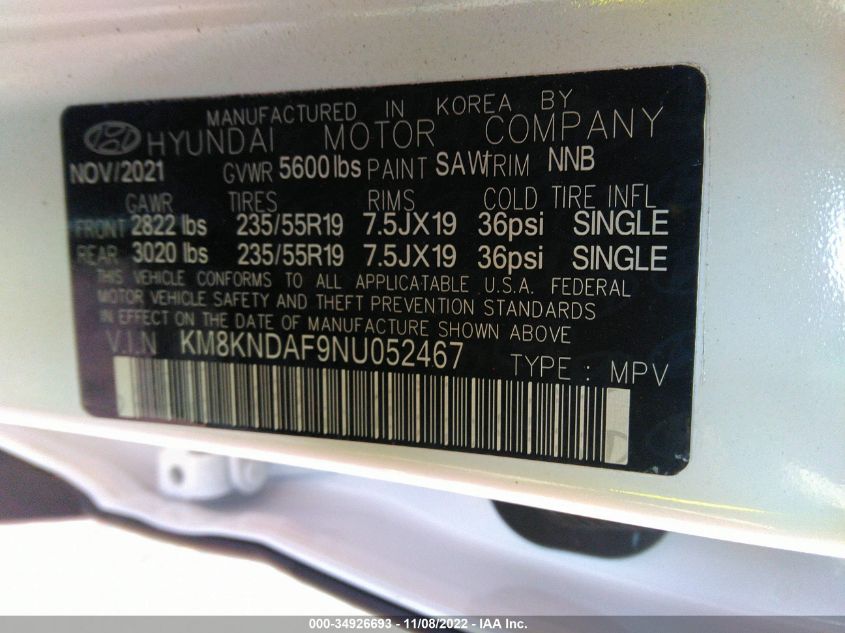 MANUFACTURED IN KOREA BY
HYUNDAI MOTOR COMPANY
NOV/2021 GVWR 5600lbs PAINT SAW TRIM NNB
GAWR TIRES RIMS COLD TIRE INFL
FRONT 2822 lbs 235/55R19 7.5JX19 36psi SINGLE
REAR 3020 lbs 235/55R19 7.5JX19 36psi SINGLE
THIS VEHICLE CONFORMS TO ALL APPLICATABLE U.S.A. FEDERAL
MOTOR VEHICLE SAFETY AND THEFT PREVENTION STANDARDS
IN EFFECT ON THE DATE OF MANUFACTURE SHOWN ABOVE
V.I.N KM8KNDAF9NU052467 TYPE : MPV
000-34926693 - 11/08/2022 - IAA Inc.